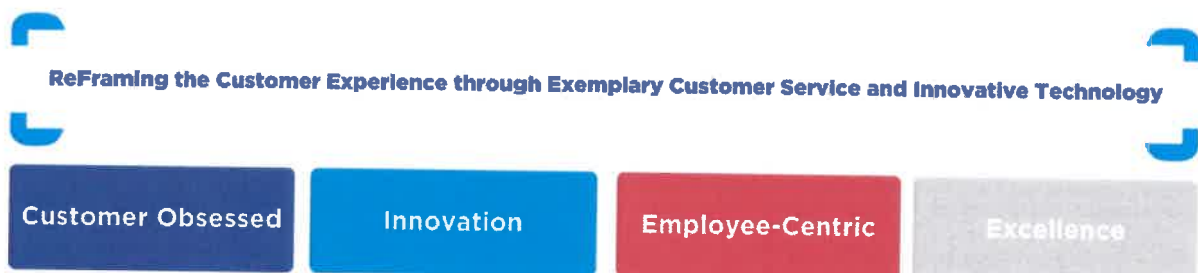 ReFraming the Customer Experience through Exemplary Customer Service and Innovative Technology
Customer Obsessed
Innovation
Employee-Centric
Excellence